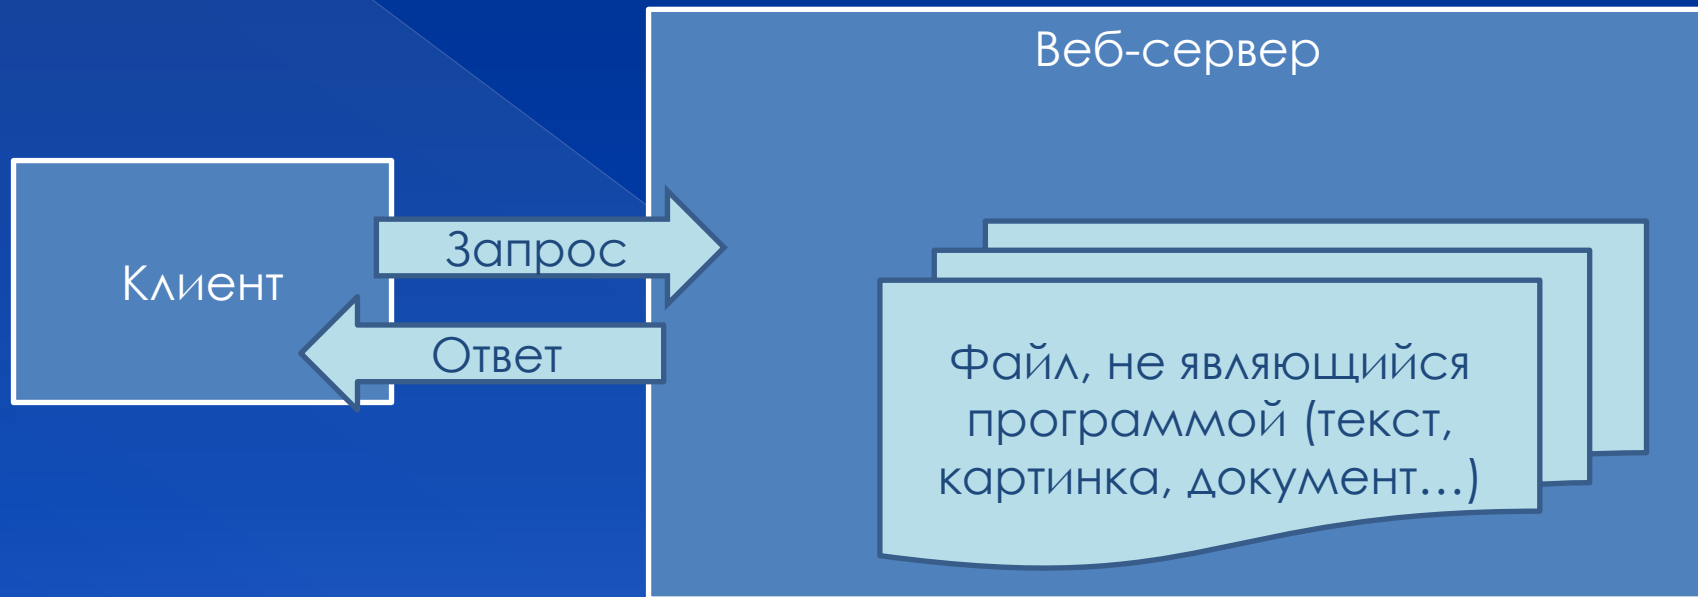 Веб-сервер
Клиент
Запрос
Ответ
Файл, не являющийся
программой (текст,
картинка, документ…)